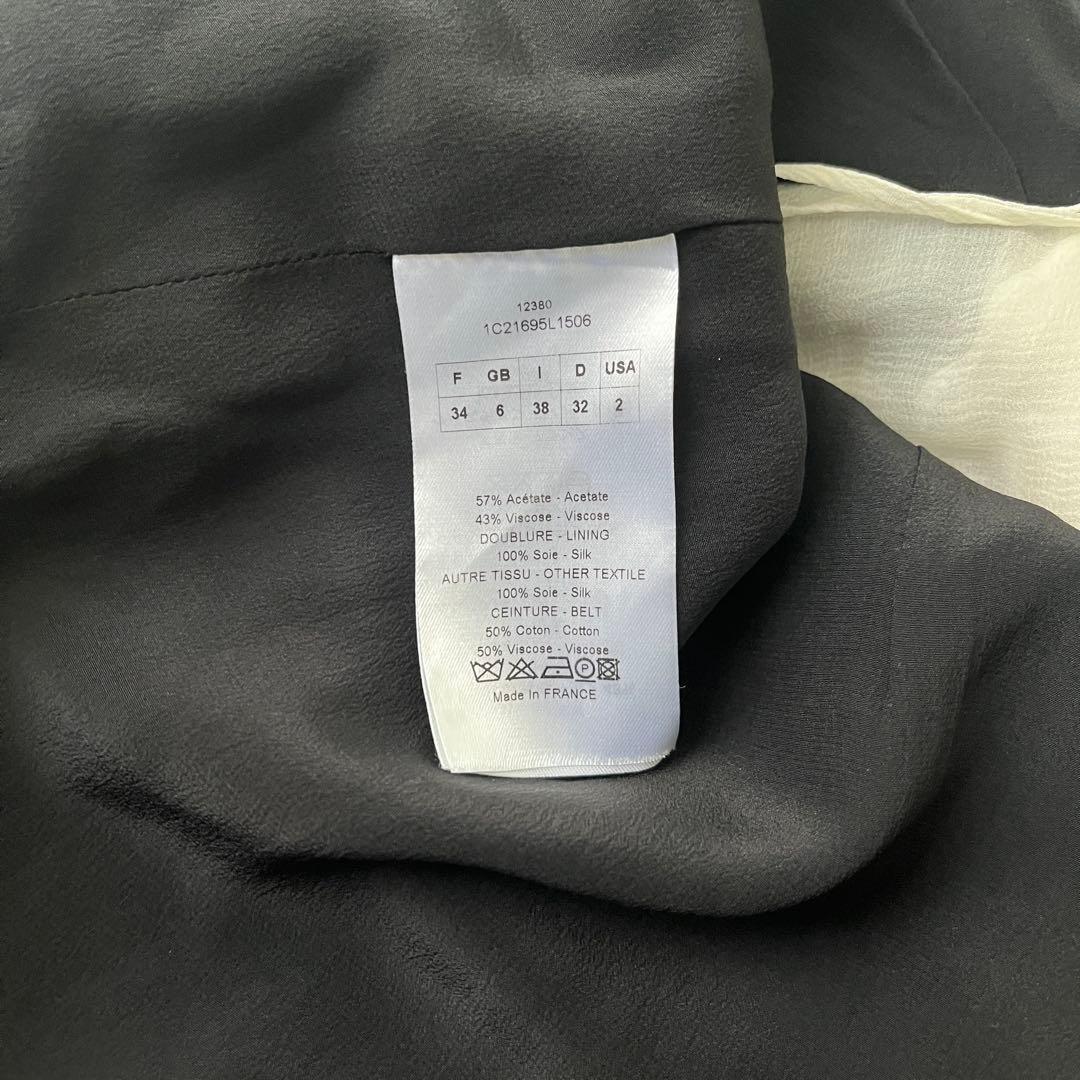 12380
1C21695L1506
F GB I D USA
34 6 38 32 2
57% Acétate - Acetate
43% Viscose - Viscose
DOUBLURE - LINING
100% Soie - Silk
AUTRE TISSU - OTHER TEXTILE
100% Soie - Silk
CEINTURE - BELT
50% Coton - Cotton
50% Viscose - Viscose
P
Made In FRANCE